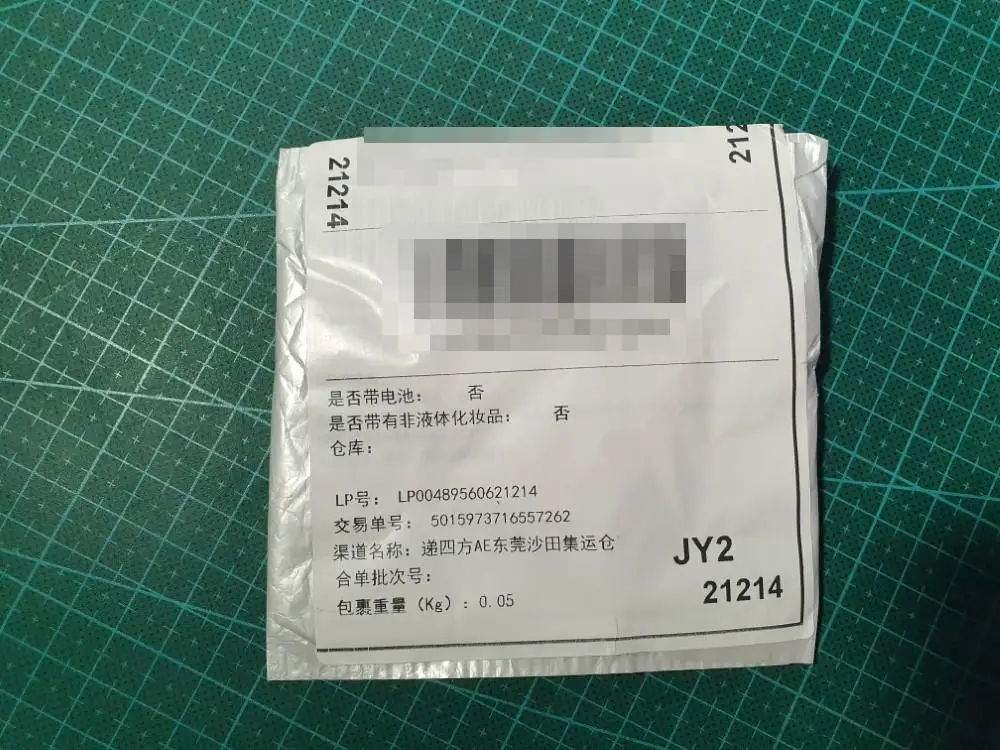 21214
212
是否带电池： 否
是否带有非液体化妆品： 否
仓库：
LP号： LP00489560621214
交易单号： 5015973716557262
渠道名称：递四方AE东莞沙田集运仓
合单批次号：
包裹重量（Kg）：0.05
JY2
21214